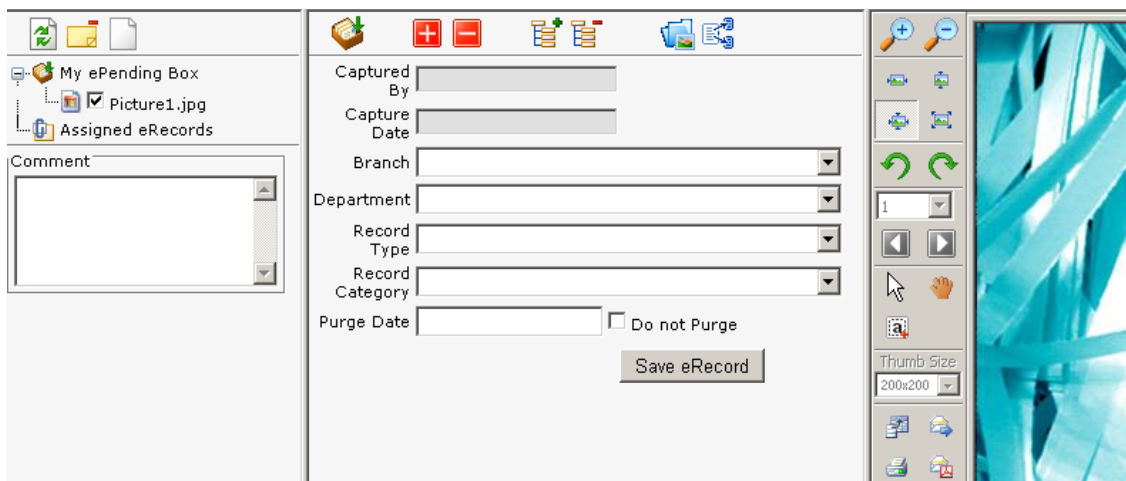 My ePending Box
Picture1.jpg
Assigned eRecords
Comment
Captured
By
Capture
Date
Branch
Department
Record
Type
Record
Category
Purge Date
Do not Purge
Save eRecord
1
a
Thumb Size
200x200